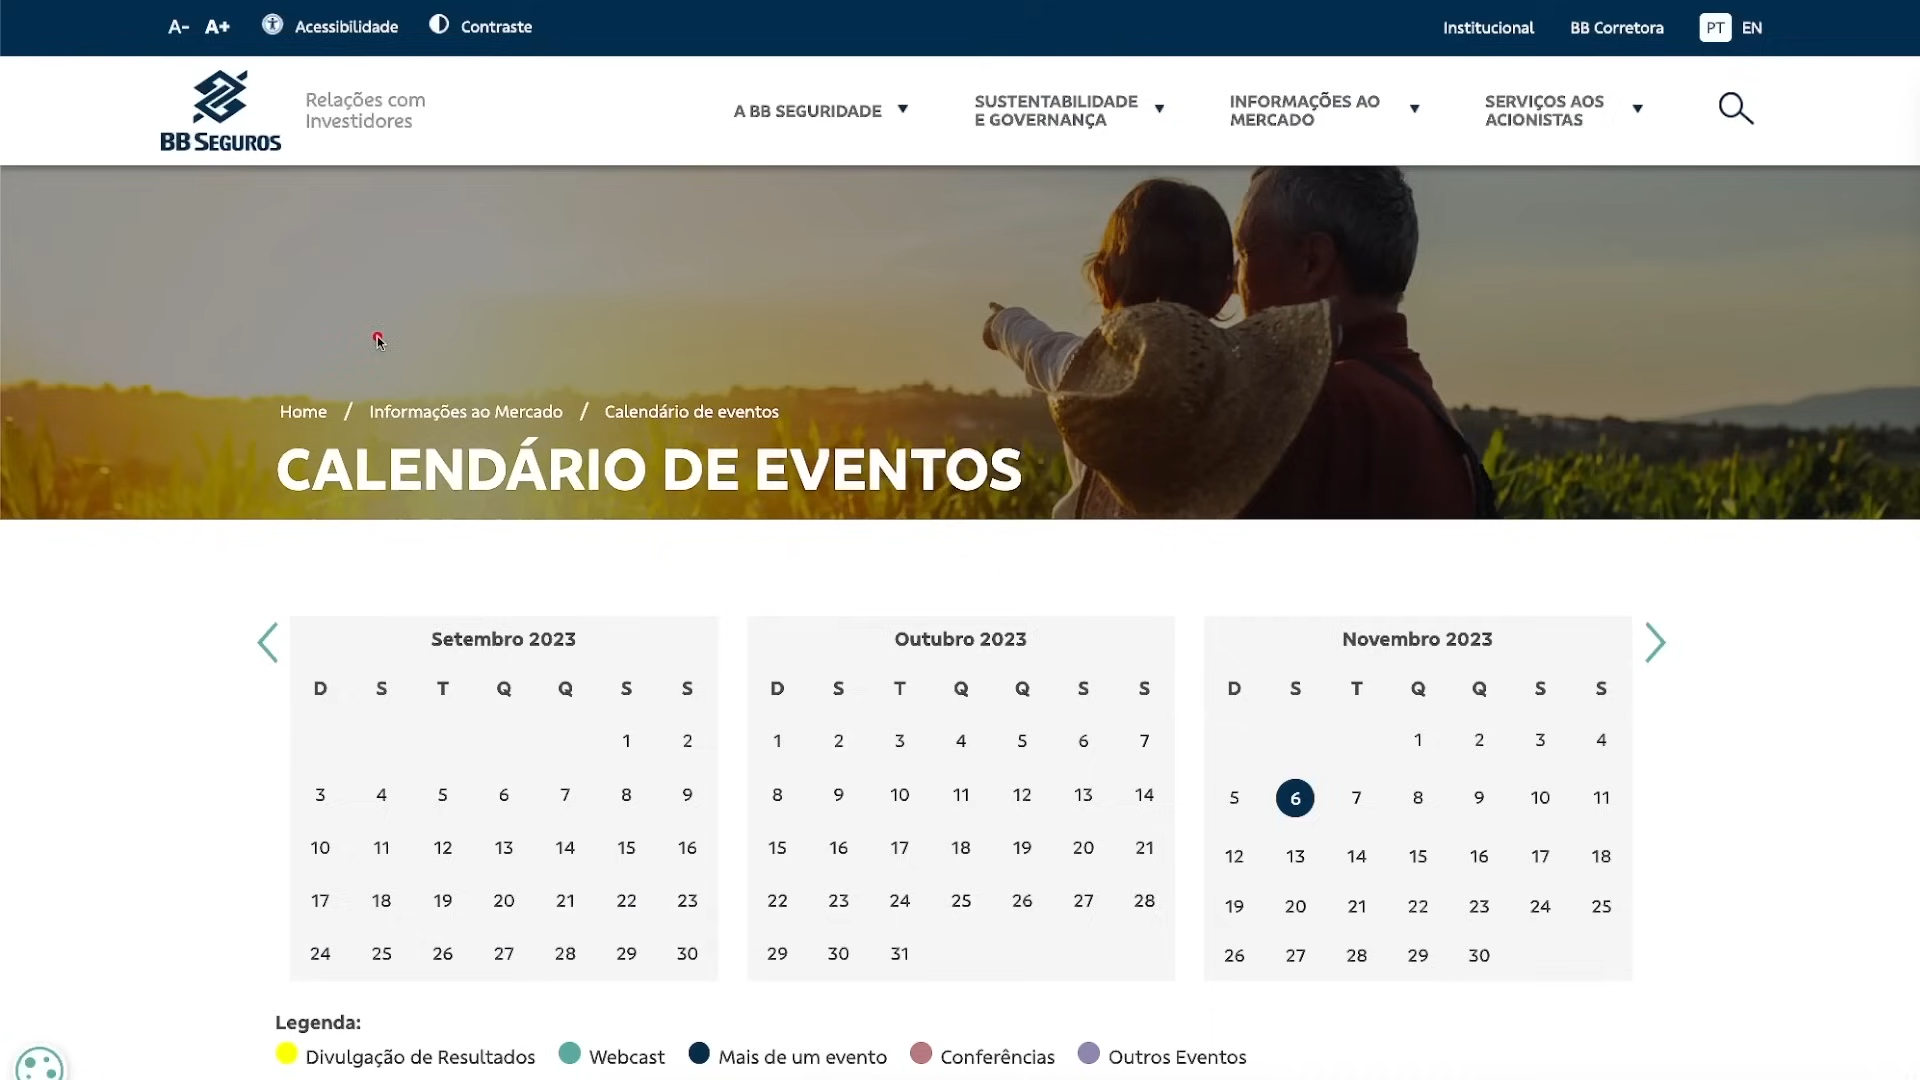 A- A+ Acessibilidade Contraste Institucional BB Corretora PT EN
BB SEGUROS
Relações com
Investidores
A BB SEGURIDADE
SUSTENTABILIDADE
E GOVERNANÇA
INFORMAÇÕES AO
MERCADO
SERVIÇOS AOS
ACIONISTAS
Home / Informações ao Mercado / Calendário de eventos
CALENDÁRIO DE EVENTOS
Setembro 2023
D S T Q Q S S
1 2
3 4 5 6 7 8 9
10 11 12 13 14 15 16
17 18 19 20 21 22 23
24 25 26 27 28 29 30
Outubro 2023
D S T Q Q S S
1 2 3 4 5 6 7
8 9 10 11 12 13 14
15 16 17 18 19 20 21
22 23 24 25 26 27 28
29 30 31
Novembro 2023
D S T Q Q S S
1 2 3 4
5 6 7 8 9 10 11
12 13 14 15 16 17 18
19 20 21 22 23 24 25
26 27 28 29 30
Legenda:
Divulgação de Resultados Webcast Mais de um evento Conferências Outros Eventos